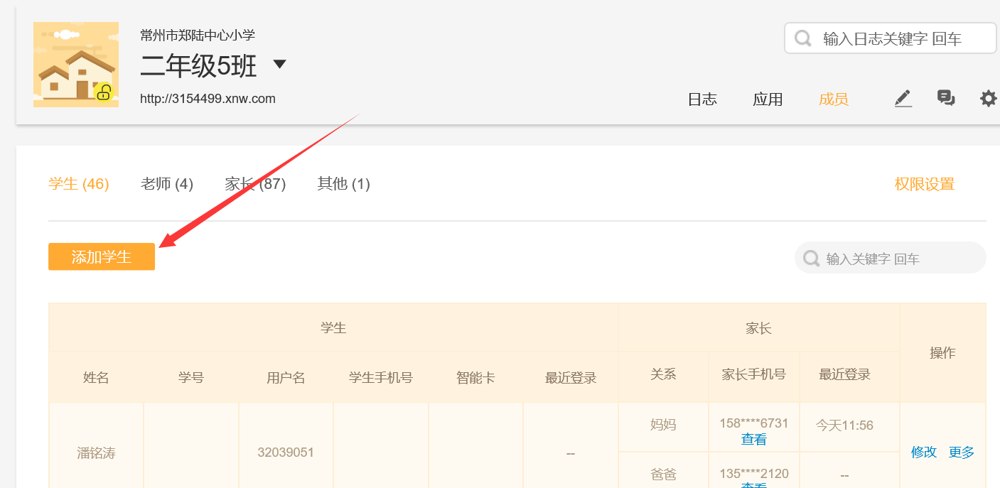 常州市郑陆中心小学
二年级5班
http://3154499.xnw.com
输入日志关键字 回车
日志 应用 成员
学生 (46) 老师 (4) 家长 (87) 其他 (1) 权限设置
添加学生 输入关键字 回车
学生 家长 操作
姓名 学号 用户名 学生手机号 智能卡 最近登录 关系 家长手机号 最近登录
潘铭涛 32039051 -- 妈妈 158****6731 今天11:56 修改 更多
查看
爸爸 135****2120 --
查看